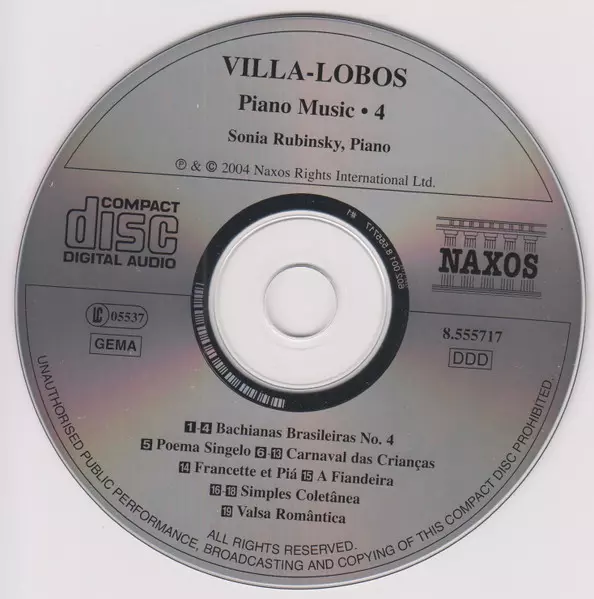 VILLA-LOBOS
Piano Music • 4
Sonia Rubinsky, Piano
℗ & © 2004 Naxos Rights International Ltd.
COMPACT
disc
DIGITAL AUDIO
NAXOS
LC 05537
GEMA
8.555717
DDD
1-4 Bachianas Brasileiras No. 4
5 Poema Singelo 6-13 Carnaval das Crianças
14 Francette et Piá 15 A Fiandeira
16-18 Simples Coletânea
19 Valsa Romântica
ALL RIGHTS RESERVED.
UNAUTHORISED PUBLIC PERFORMANCE, BROADCASTING AND COPYING OF THIS COMPACT DISC PROHIBITED.